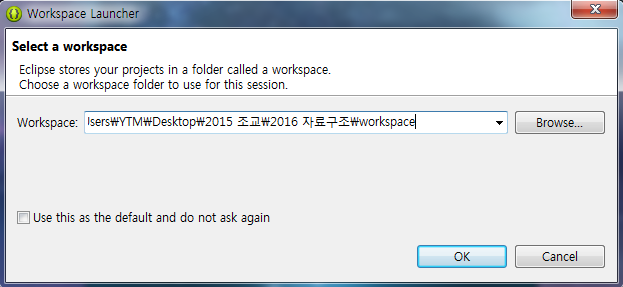 Workspace Launcher
Select a workspace
Eclipse stores your projects in a folder called a workspace.
Choose a workspace folder to use for this session.
Workspace: sers₩YTM₩Desktop₩2015 조교₩2016 자료구조₩workspace Browse...
Use this as the default and do not ask again
OK Cancel